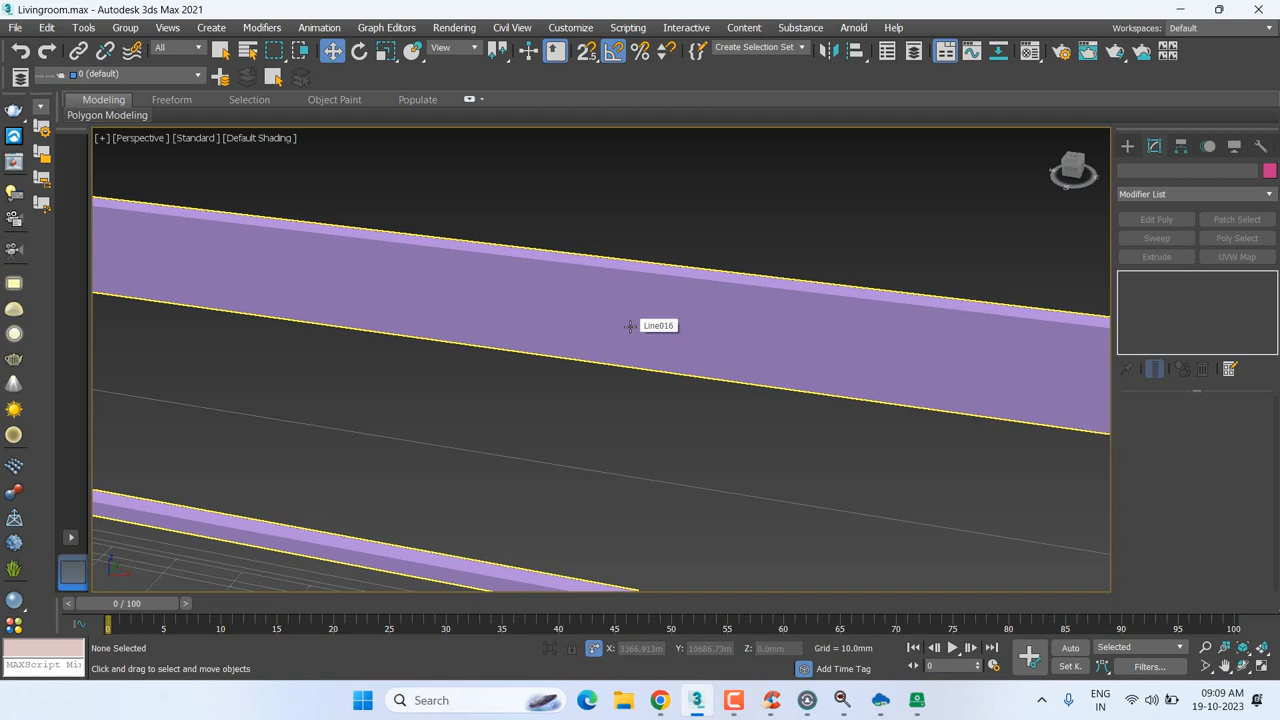 Livingroom.max - Autodesk 3ds Max 2021
File Edit Tools Group Views Create Modifiers Animation Graph Editors Rendering Civil View Customize Scripting Interactive Content Substance Arnold Help Workspaces: Default
All View Create Selection Set
0 (default)
Modeling Freeform Selection Object Paint Populate
Polygon Modeling
[+] [Perspective ] [Standard ] [Default Shading ]
Modifier List
Edit Poly Patch Select
Sweep Poly Select
Extrude UVW Map
Line016
0 / 100
0 5 10 15 20 25 30 35 40 45 50 55 60 65 70 75 80 85 90 95 100
None Selected X: 3366.913m Y: 10686.73m Z: 0.0mm Grid = 10.0mm Auto Selected
MAXScript Mi Click and drag to select and move objects Add Time Tag 0 Set K. Filters...
Search
ENG
IN
09:09 AM
19-10-2023